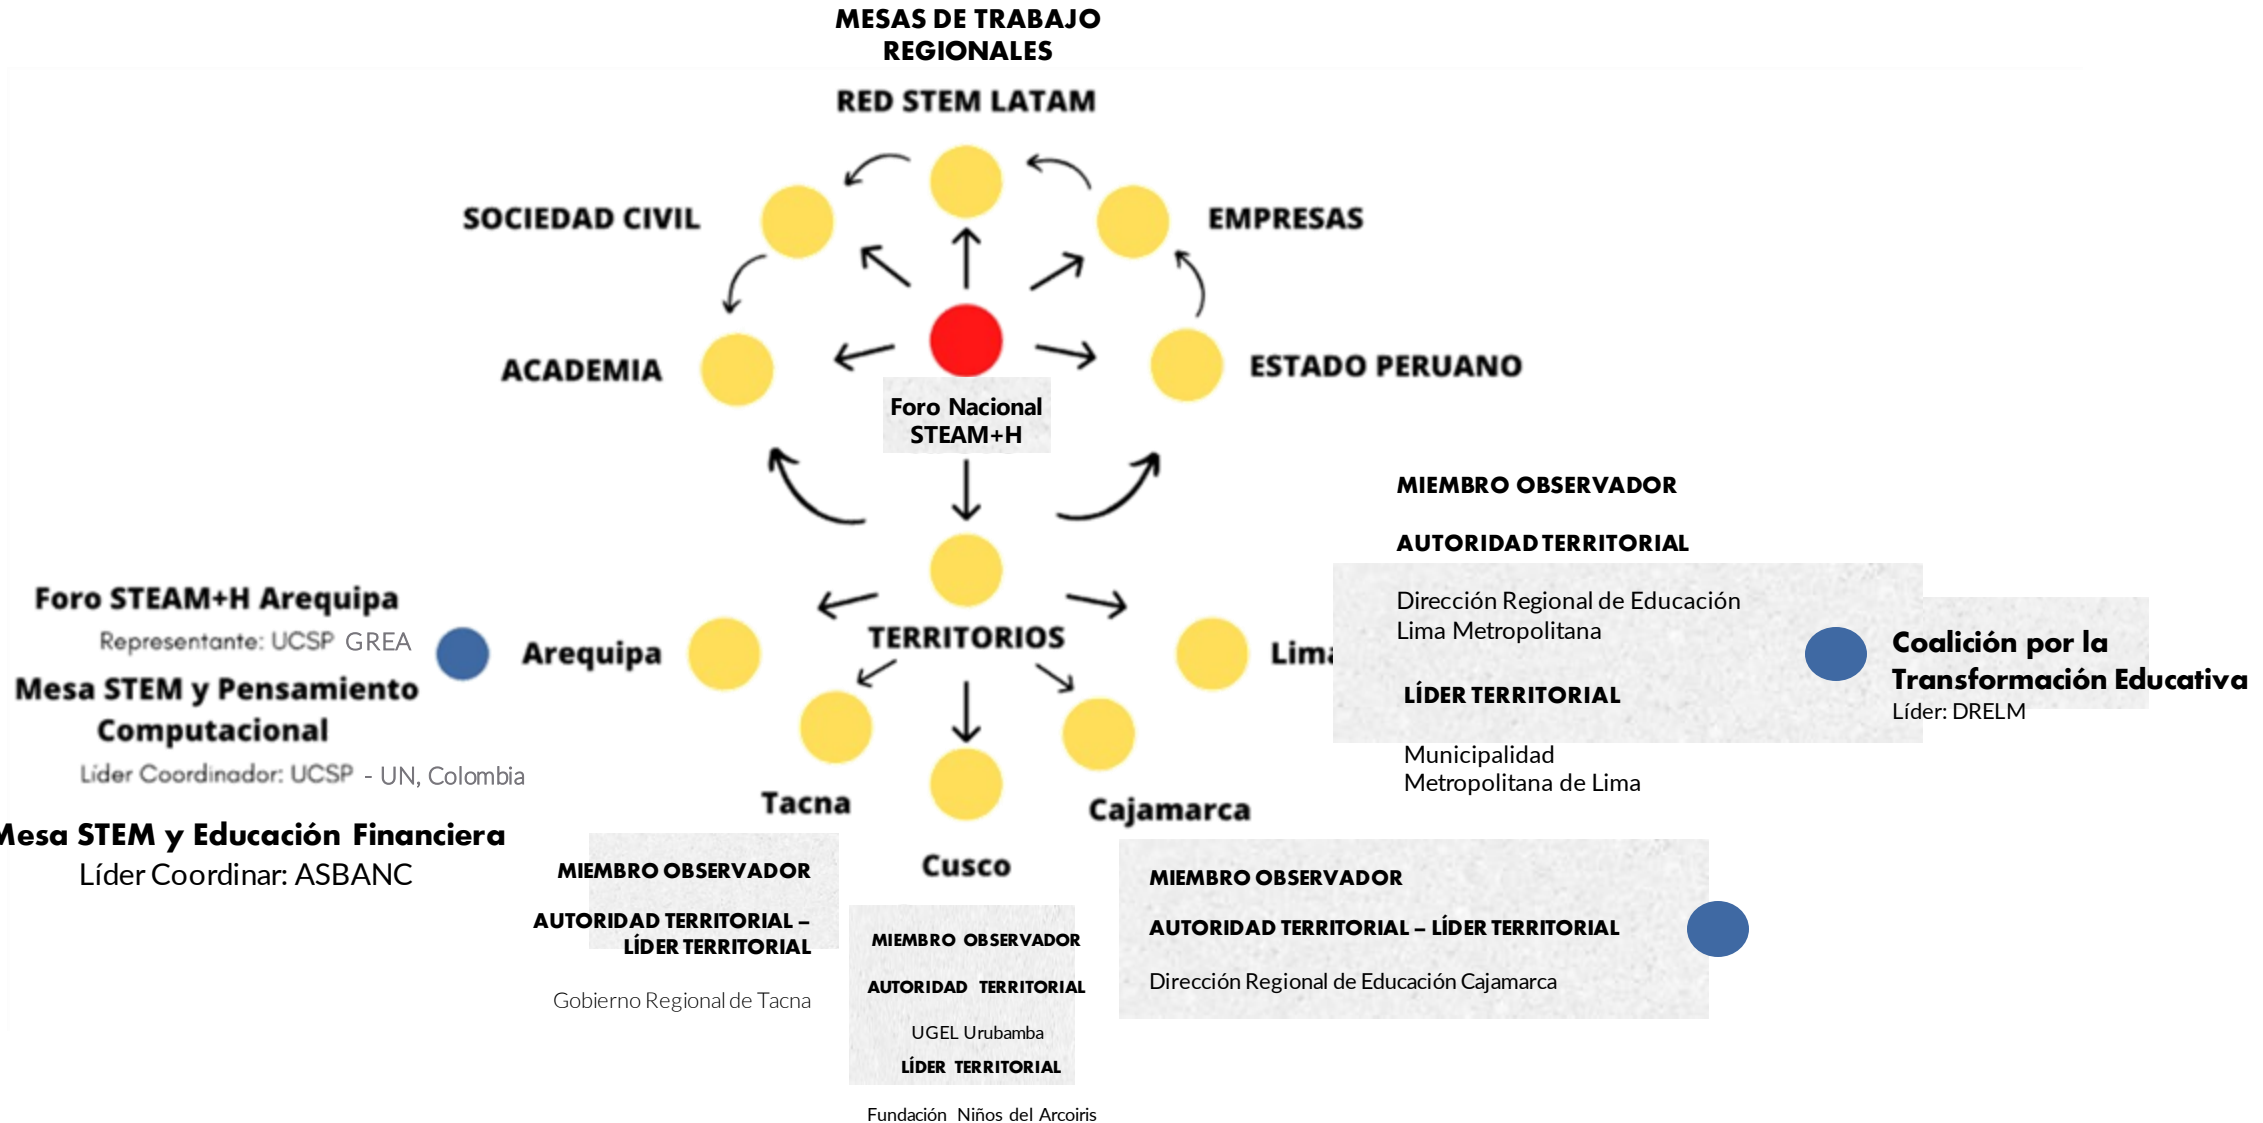 MESAS DE TRABAJO
REGIONALES
RED STEM LATAM
SOCIEDAD CIVIL
EMPRESAS
ACADEMIA
ESTADO PERUANO
Foro Nacional
STEAM+H
MIEMBRO OBSERVADOR
AUTORIDAD TERRITORIAL
Dirección Regional de Educación
Lima Metropolitana
LÍDER TERRITORIAL
Municipalidad
Metropolitana de Lima
Coalición por la
Transformación Educativa
Líder: DRELM
Foro STEAM+H Arequipa
Representante: UCSP GREA
Mesa STEM y Pensamiento
Computacional
Líder Coordinador: UCSP - UN, Colombia
Mesa STEM y Educación Financiera
Líder Coordinar: ASBANC
TERRITORIOS
Arequipa
Lima
Tacna
Cajamarca
Cusco
MIEMBRO OBSERVADOR
AUTORIDAD TERRITORIAL –
LÍDER TERRITORIAL
Gobierno Regional de Tacna
MIEMBRO OBSERVADOR
AUTORIDAD TERRITORIAL
UGEL Urubamba
LÍDER TERRITORIAL
Fundación Niños del Arcoiris
MIEMBRO OBSERVADOR
AUTORIDAD TERRITORIAL – LÍDER TERRITORIAL
Dirección Regional de Educación Cajamarca